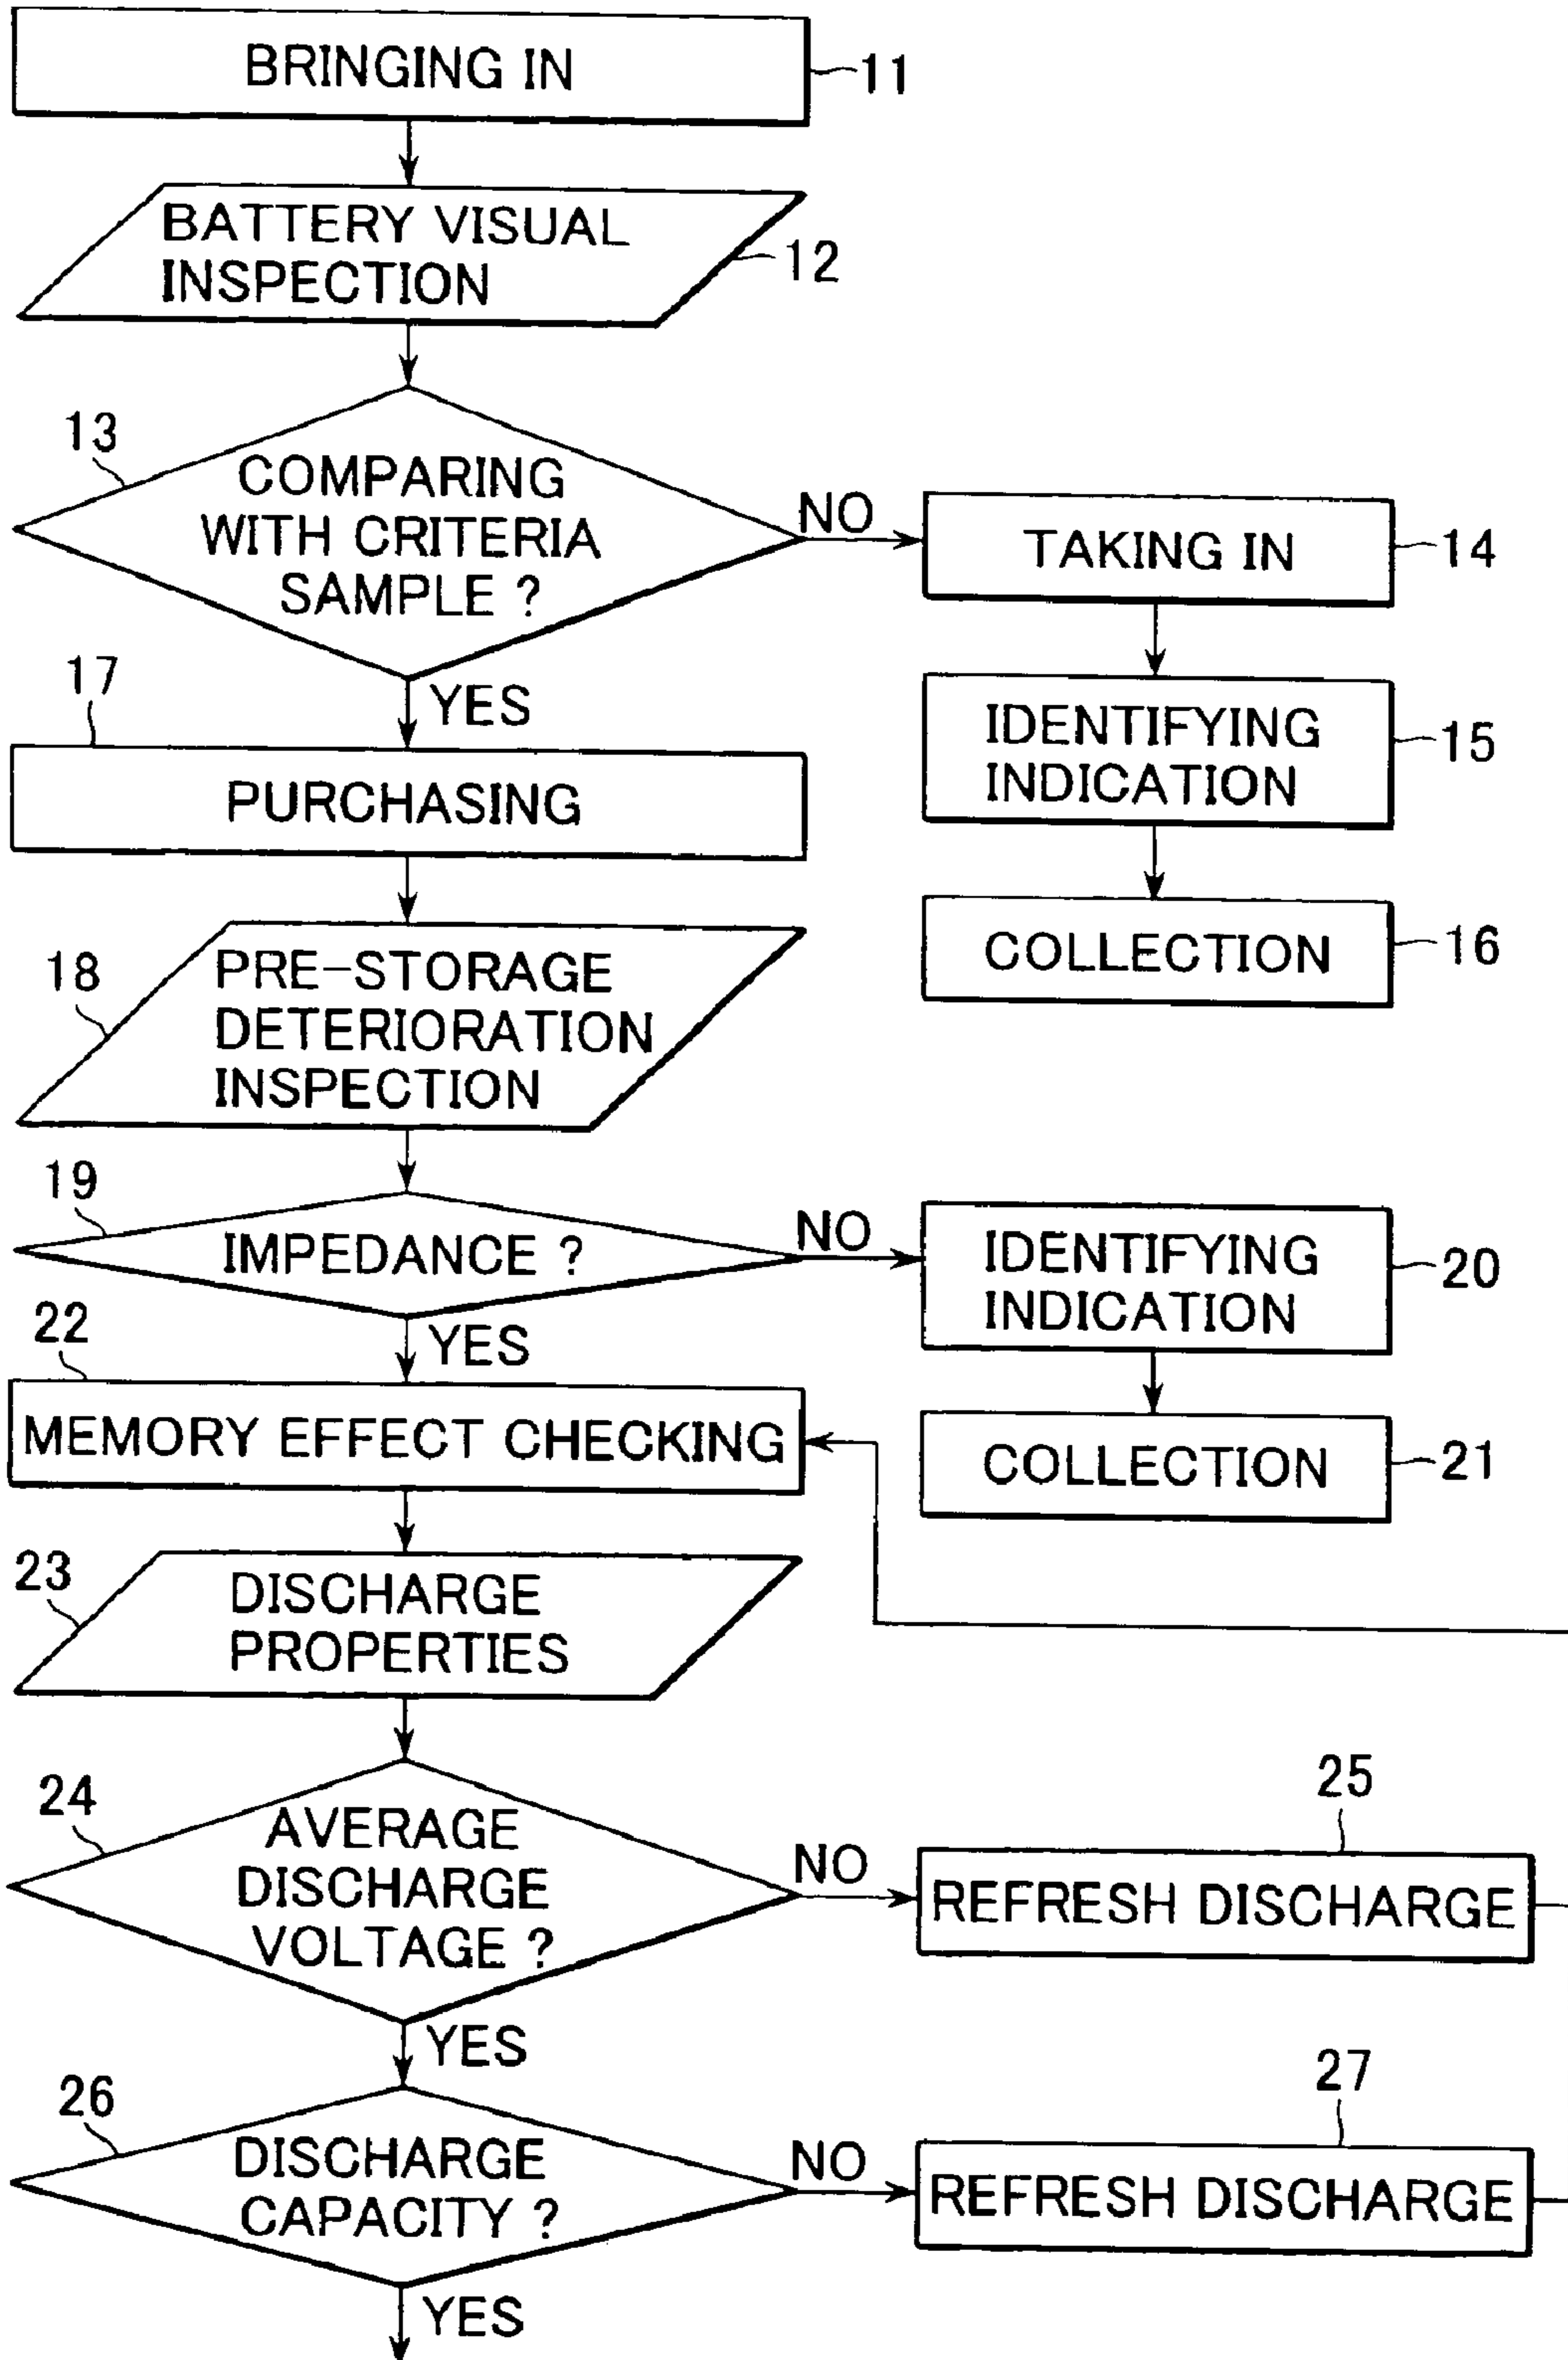 BRINGING IN
11
BATTERY VISUAL
INSPECTION
12
13
COMPARING
WITH CRITERIA
SAMPLE ?
NO
TAKING IN
14
YES
IDENTIFYING
INDICATION
15
17
PURCHASING
COLLECTION
16
18
PRE-STORAGE
DETERIORATION
INSPECTION
19
IMPEDANCE ?
NO
IDENTIFYING
INDICATION
20
YES
22
MEMORY EFFECT CHECKING
COLLECTION
21
23
DISCHARGE
PROPERTIES
24
AVERAGE
DISCHARGE
VOLTAGE ?
NO
25
REFRESH DISCHARGE
YES
26
DISCHARGE
CAPACITY ?
NO
27
REFRESH DISCHARGE
YES